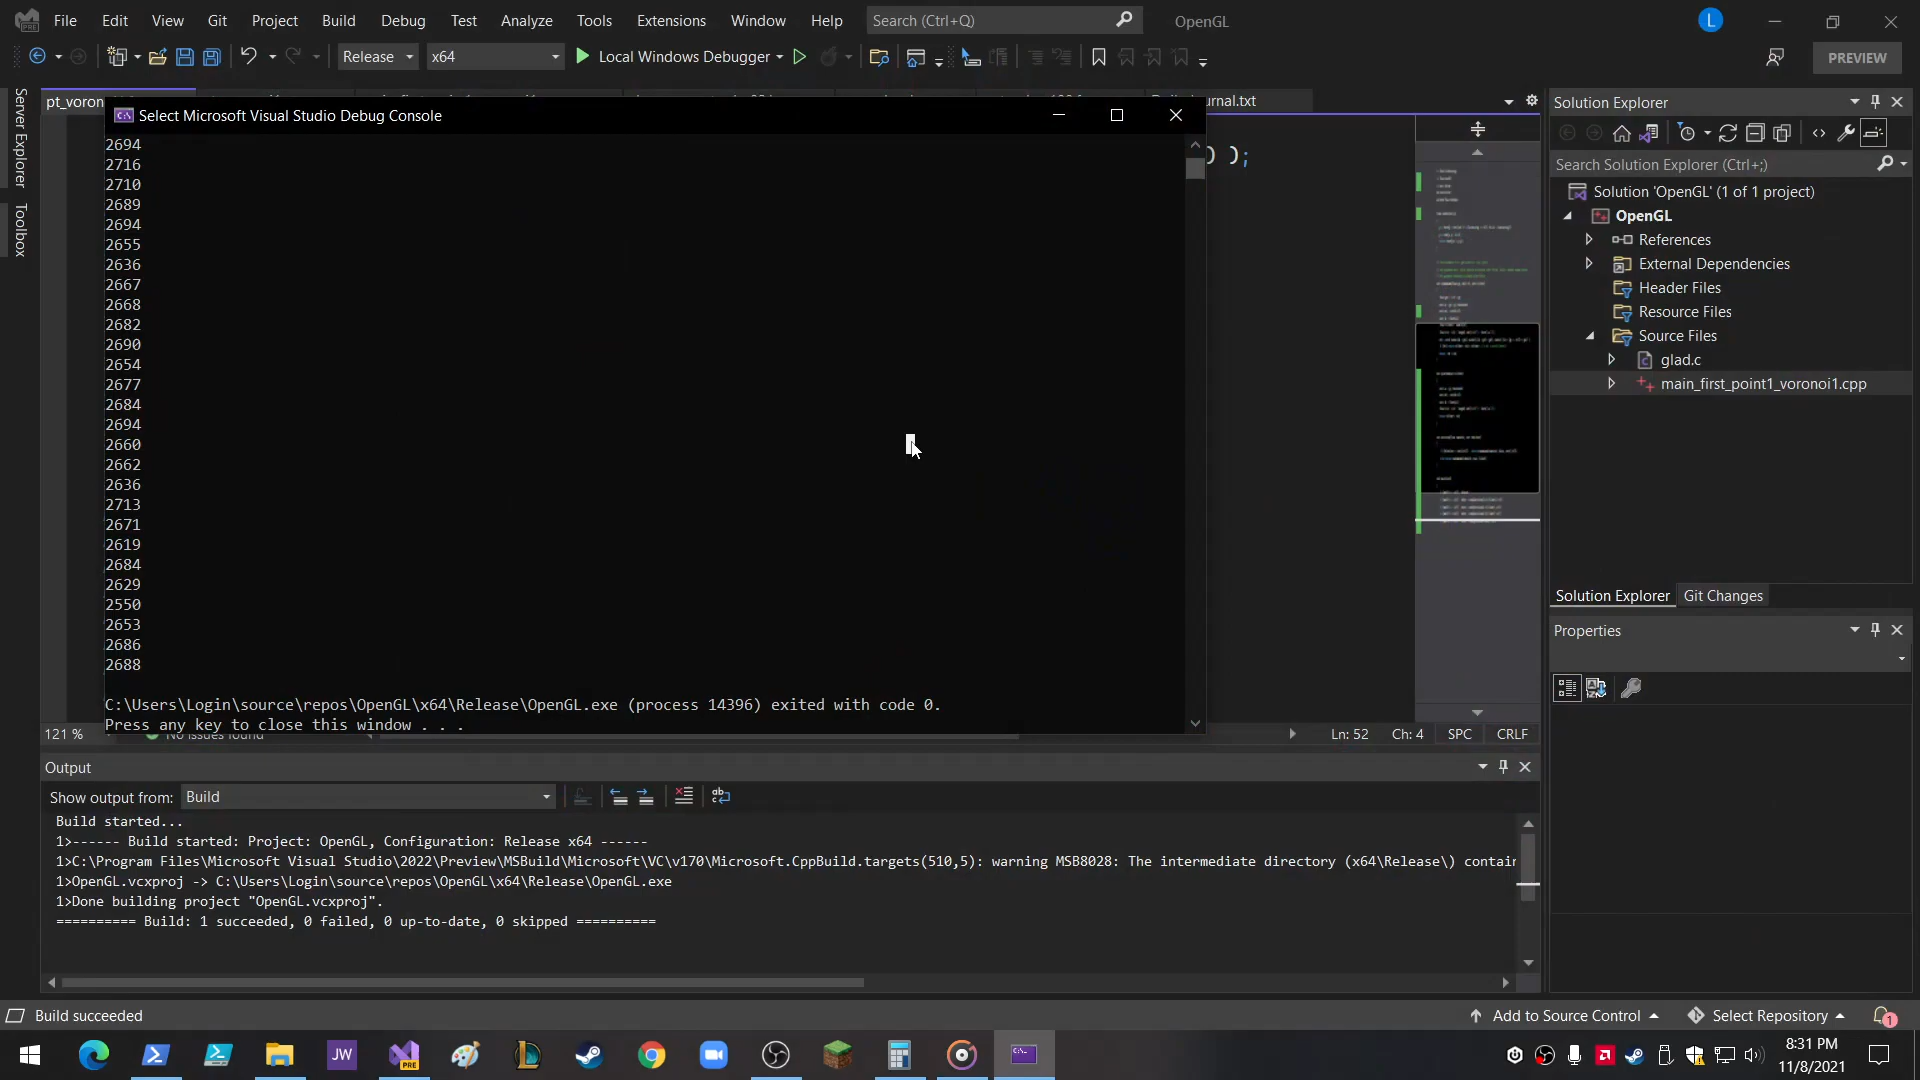 File Edit View Git Project Build Debug Test Analyze Tools Extensions Window Help Search (Ctrl+Q) OpenGL L
Release x64 Local Windows Debugger PREVIEW
Server Explorer
Toolbox
pt_voron urnal.txt
Select Microsoft Visual Studio Debug Console
) );
2694
2716
2710
2689
2694
2655
2636
2667
2668
2682
2690
2654
2677
2684
2694
2660
2662
2636
2713
2671
2619
2684
2629
2550
2653
2686
2688
C:\Users\Login\source\repos\OpenGL\x64\Release\OpenGL.exe (process 14396) exited with code 0.
Press any key to close this window . . .
121 % No issues found Ln: 52 Ch: 4 SPC CRLF
Solution Explorer
Search Solution Explorer (Ctrl+;)
Solution 'OpenGL' (1 of 1 project)
OpenGL
References
External Dependencies
Header Files
Resource Files
Source Files
glad.c
main_first_point1_voronoi1.cpp
Solution Explorer Git Changes
Properties
Output
Show output from: Build
Build started...
1>------ Build started: Project: OpenGL, Configuration: Release x64 ------
1>C:\Program Files\Microsoft Visual Studio\2022\Preview\MSBuild\Microsoft\VC\v170\Microsoft.CppBuild.targets(510,5): warning MSB8028: The intermediate directory (x64\Release\) contain
1>OpenGL.vcxproj -> C:\Users\Login\source\repos\OpenGL\x64\Release\OpenGL.exe
1>Done building project "OpenGL.vcxproj".
========== Build: 1 succeeded, 0 failed, 0 up-to-date, 0 skipped ==========
Build succeeded Add to Source Control Select Repository 1
JW PRE
8:31 PM
11/8/2021